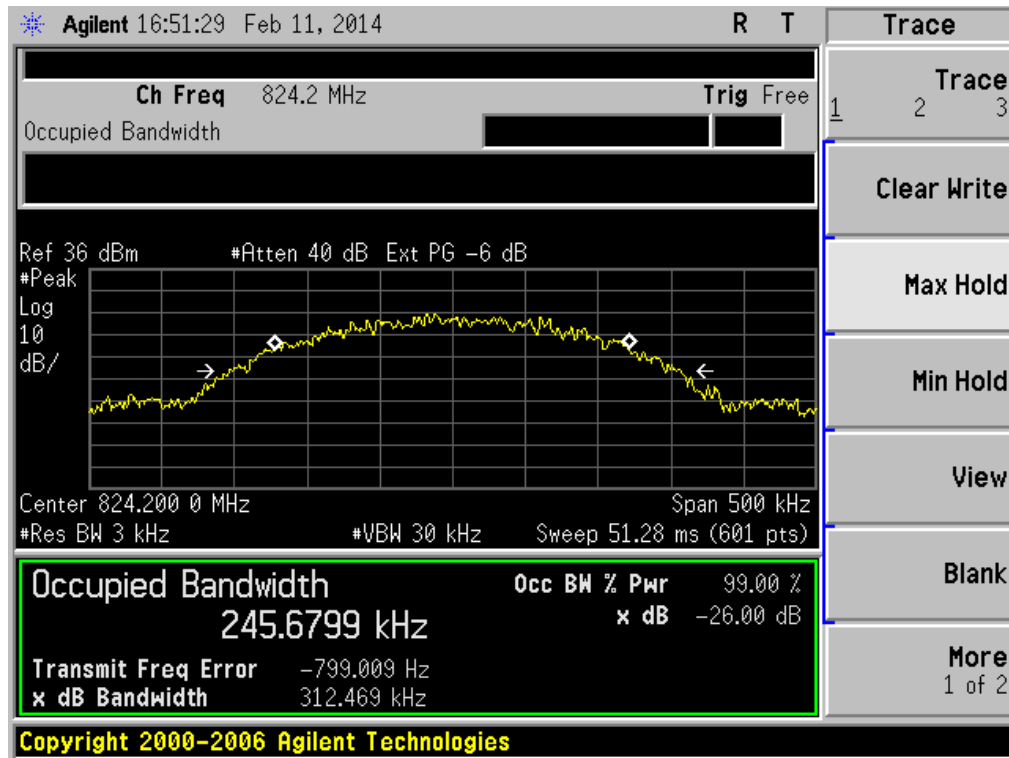 Agilent 16:51:29 Feb 11, 2014 R T
Trace
Ch Freq 824.2 MHz Trig Free
Occupied Bandwidth
Trace
1 2 3
Clear Write
Max Hold
Min Hold
View
Blank
More
1 of 2
Ref 36 dBm #Atten 40 dB Ext PG -6 dB
#Peak
Log
10
dB/
Center 824.200 0 MHz Span 500 kHz
#Res BW 3 kHz #VBW 30 kHz Sweep 51.28 ms (601 pts)
Occupied Bandwidth Occ BW % Pwr 99.00 %
245.6799 kHz x dB -26.00 dB
Transmit Freq Error -799.009 Hz
x dB Bandwidth 312.469 kHz
Copyright 2000-2006 Agilent Technologies